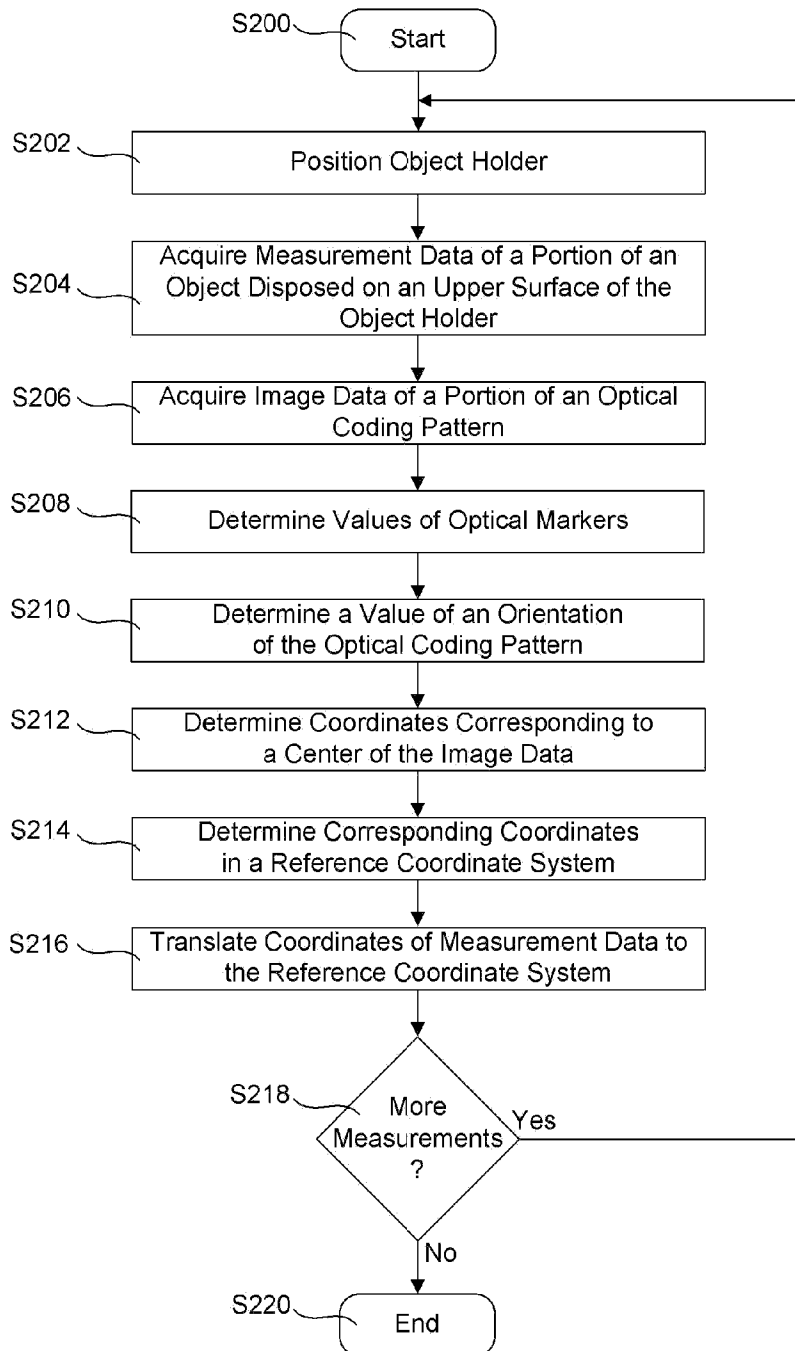 S200
Start
S202
Position Object Holder
S204
Acquire Measurement Data of a Portion of an
Object Disposed on an Upper Surface of the
Object Holder
S206
Acquire Image Data of a Portion of an Optical
Coding Pattern
S208
Determine Values of Optical Markers
S210
Determine a Value of an Orientation
of the Optical Coding Pattern
S212
Determine Coordinates Corresponding to
a Center of the Image Data
S214
Determine Corresponding Coordinates
in a Reference Coordinate System
S216
Translate Coordinates of Measurement Data to
the Reference Coordinate System
S218
More
Measurements
?
Yes
No
S220
End